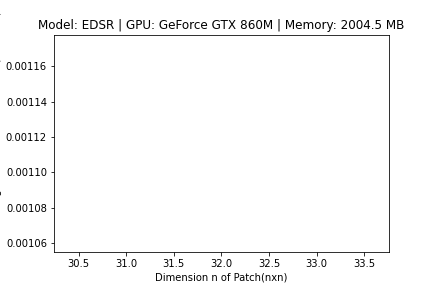 Model: EDSR | GPU: GeForce GTX 860M | Memory: 2004.5 MB
0.00116
0.00114
0.00112
0.00110
0.00108
0.00106
30.5 31.0 31.5 32.0 32.5 33.0 33.5
Dimension n of Patch(nxn)